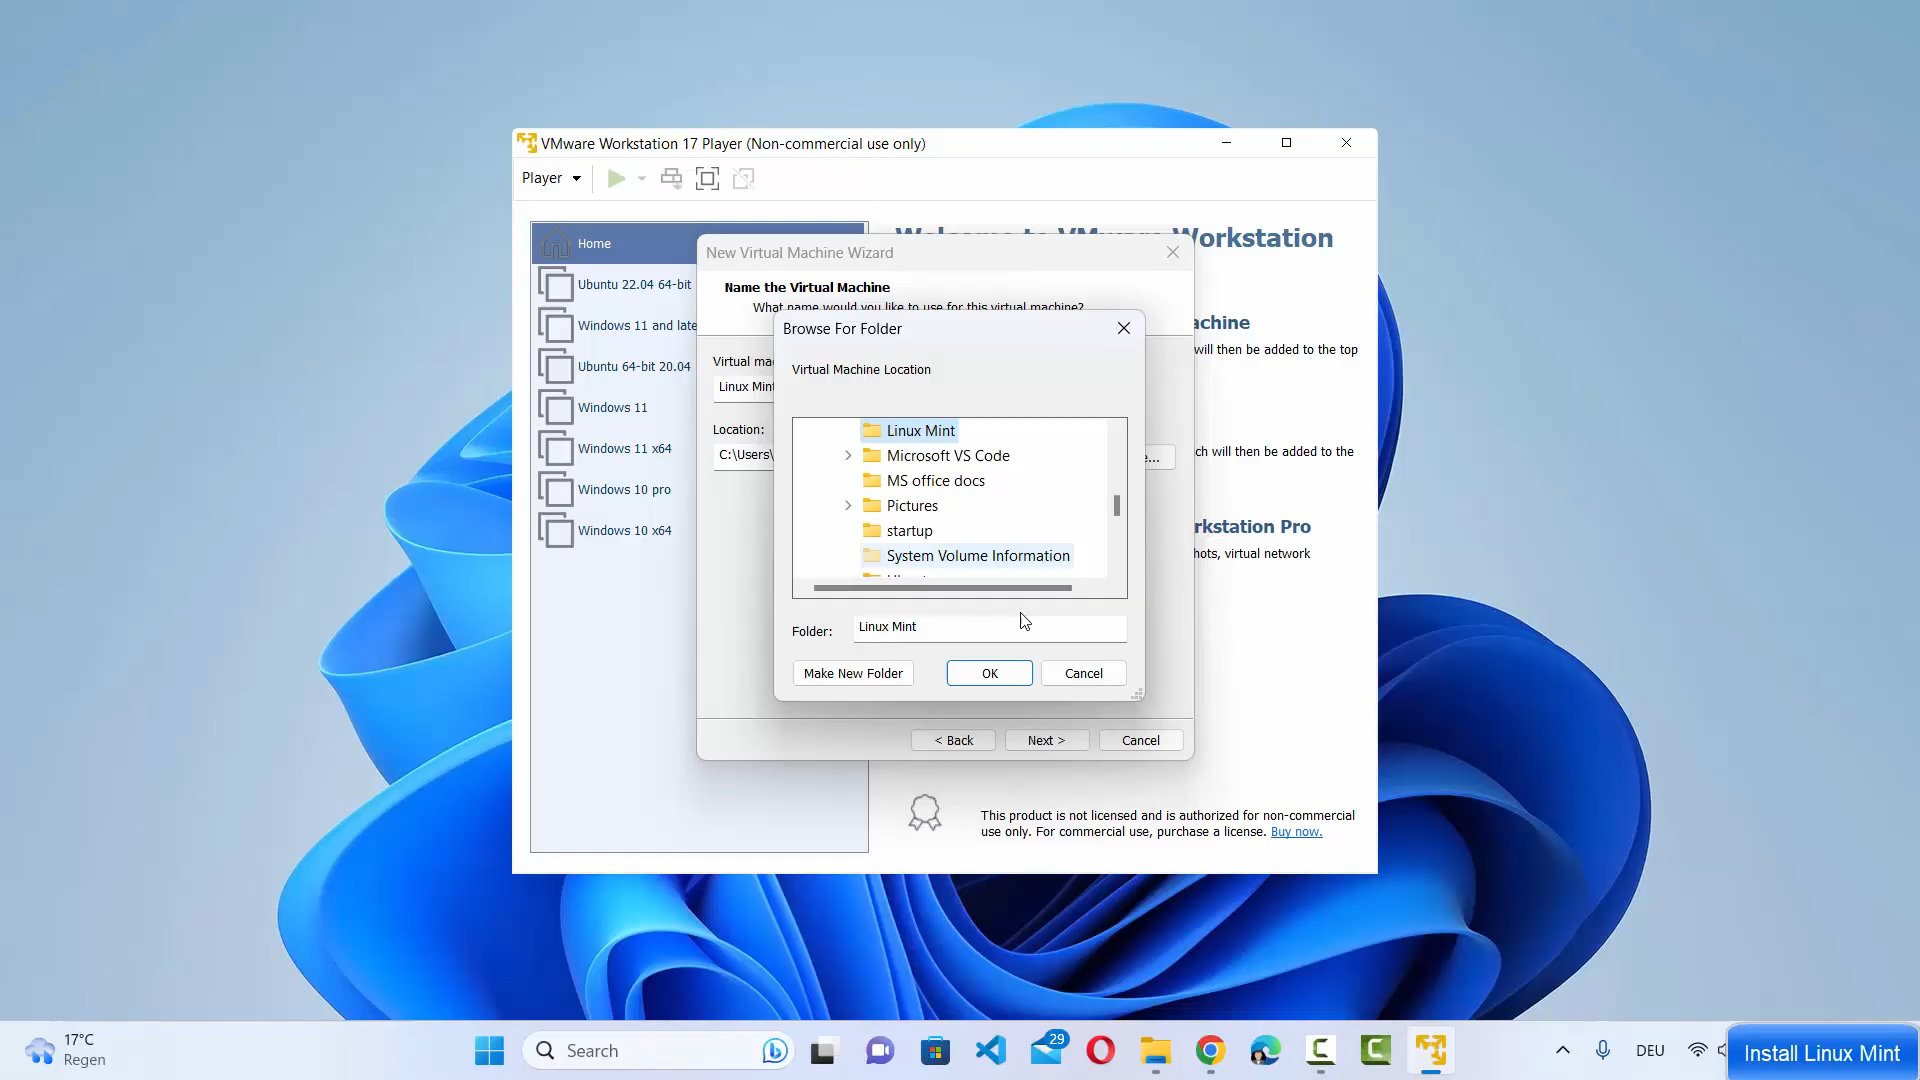 VMware Workstation 17 Player (Non-commercial use only)
Player
Home
Ubuntu 22.04 64-bit
Windows 11 and late
Ubuntu 64-bit 20.04
Windows 11
Windows 11 x64
Windows 10 pro
Windows 10 x64
Welcome to VMware Workstation
achine
will then be added to the top
ch will then be added to the
rkstation Pro
hots, virtual network
This product is not licensed and is authorized for non-commercial
use only. For commercial use, purchase a license. Buy now.
New Virtual Machine Wizard
Name the Virtual Machine
What name would you like to use for this virtual machine?
Virtual ma
Linux Mint
Location:
C:\Users\
e...
< Back
Next >
Cancel
Browse For Folder
Virtual Machine Location
Linux Mint
Microsoft VS Code
MS office docs
Pictures
startup
System Volume Information
Folder:
Linux Mint
Make New Folder
OK
Cancel
17°C
Regen
Search
29
DEU
Install Linux Mint